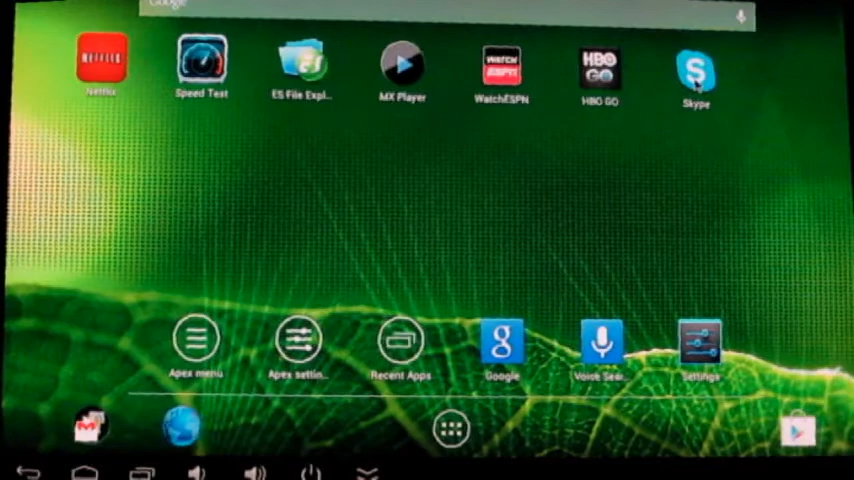 Google
NETFLIX
WATCH
ESPN
HBO
GO
Netflix
Speed Test
ES File Expl..
MX Player
WatchESPN
HBO GO
Skype
Apex menu
Apex settin..
Recent Apps
Google
Voice Sear..
Settings